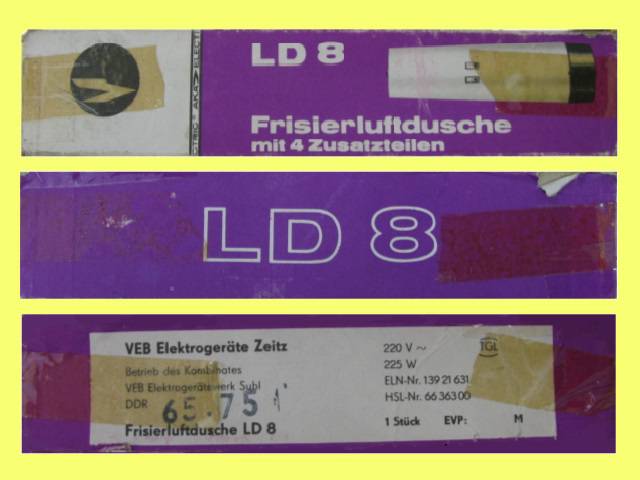 LD 8
Frisierluftdusche
mit 4 Zusatzteilen
LD 8
VEB Elektrogeräte Zeitz
Betrieb des Kombinates
VEB Elektrogerätewerk Suhl
DDR 65.75
Frisierluftdusche LD 8
220 V ~
TGL
225 W
ELN-Nr. 139 21 631
HSL-Nr. 66 363 00
1 Stück EVP: M